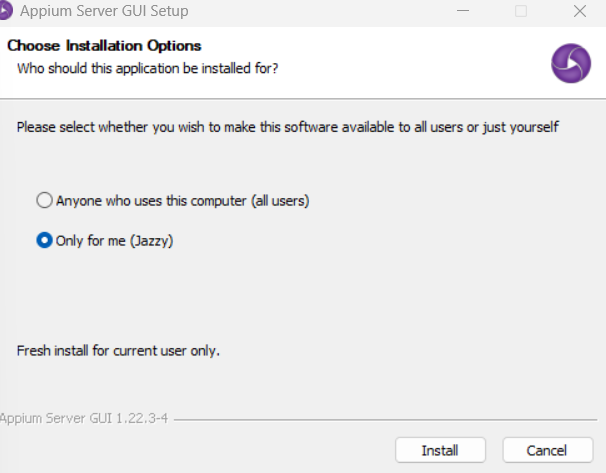 Appium Server GUI Setup
Choose Installation Options
Who should this application be installed for?
Please select whether you wish to make this software available to all users or just yourself
Anyone who uses this computer (all users)
Only for me (Jazzy)
Fresh install for current user only.
Appium Server GUI 1.22.3-4
Install Cancel